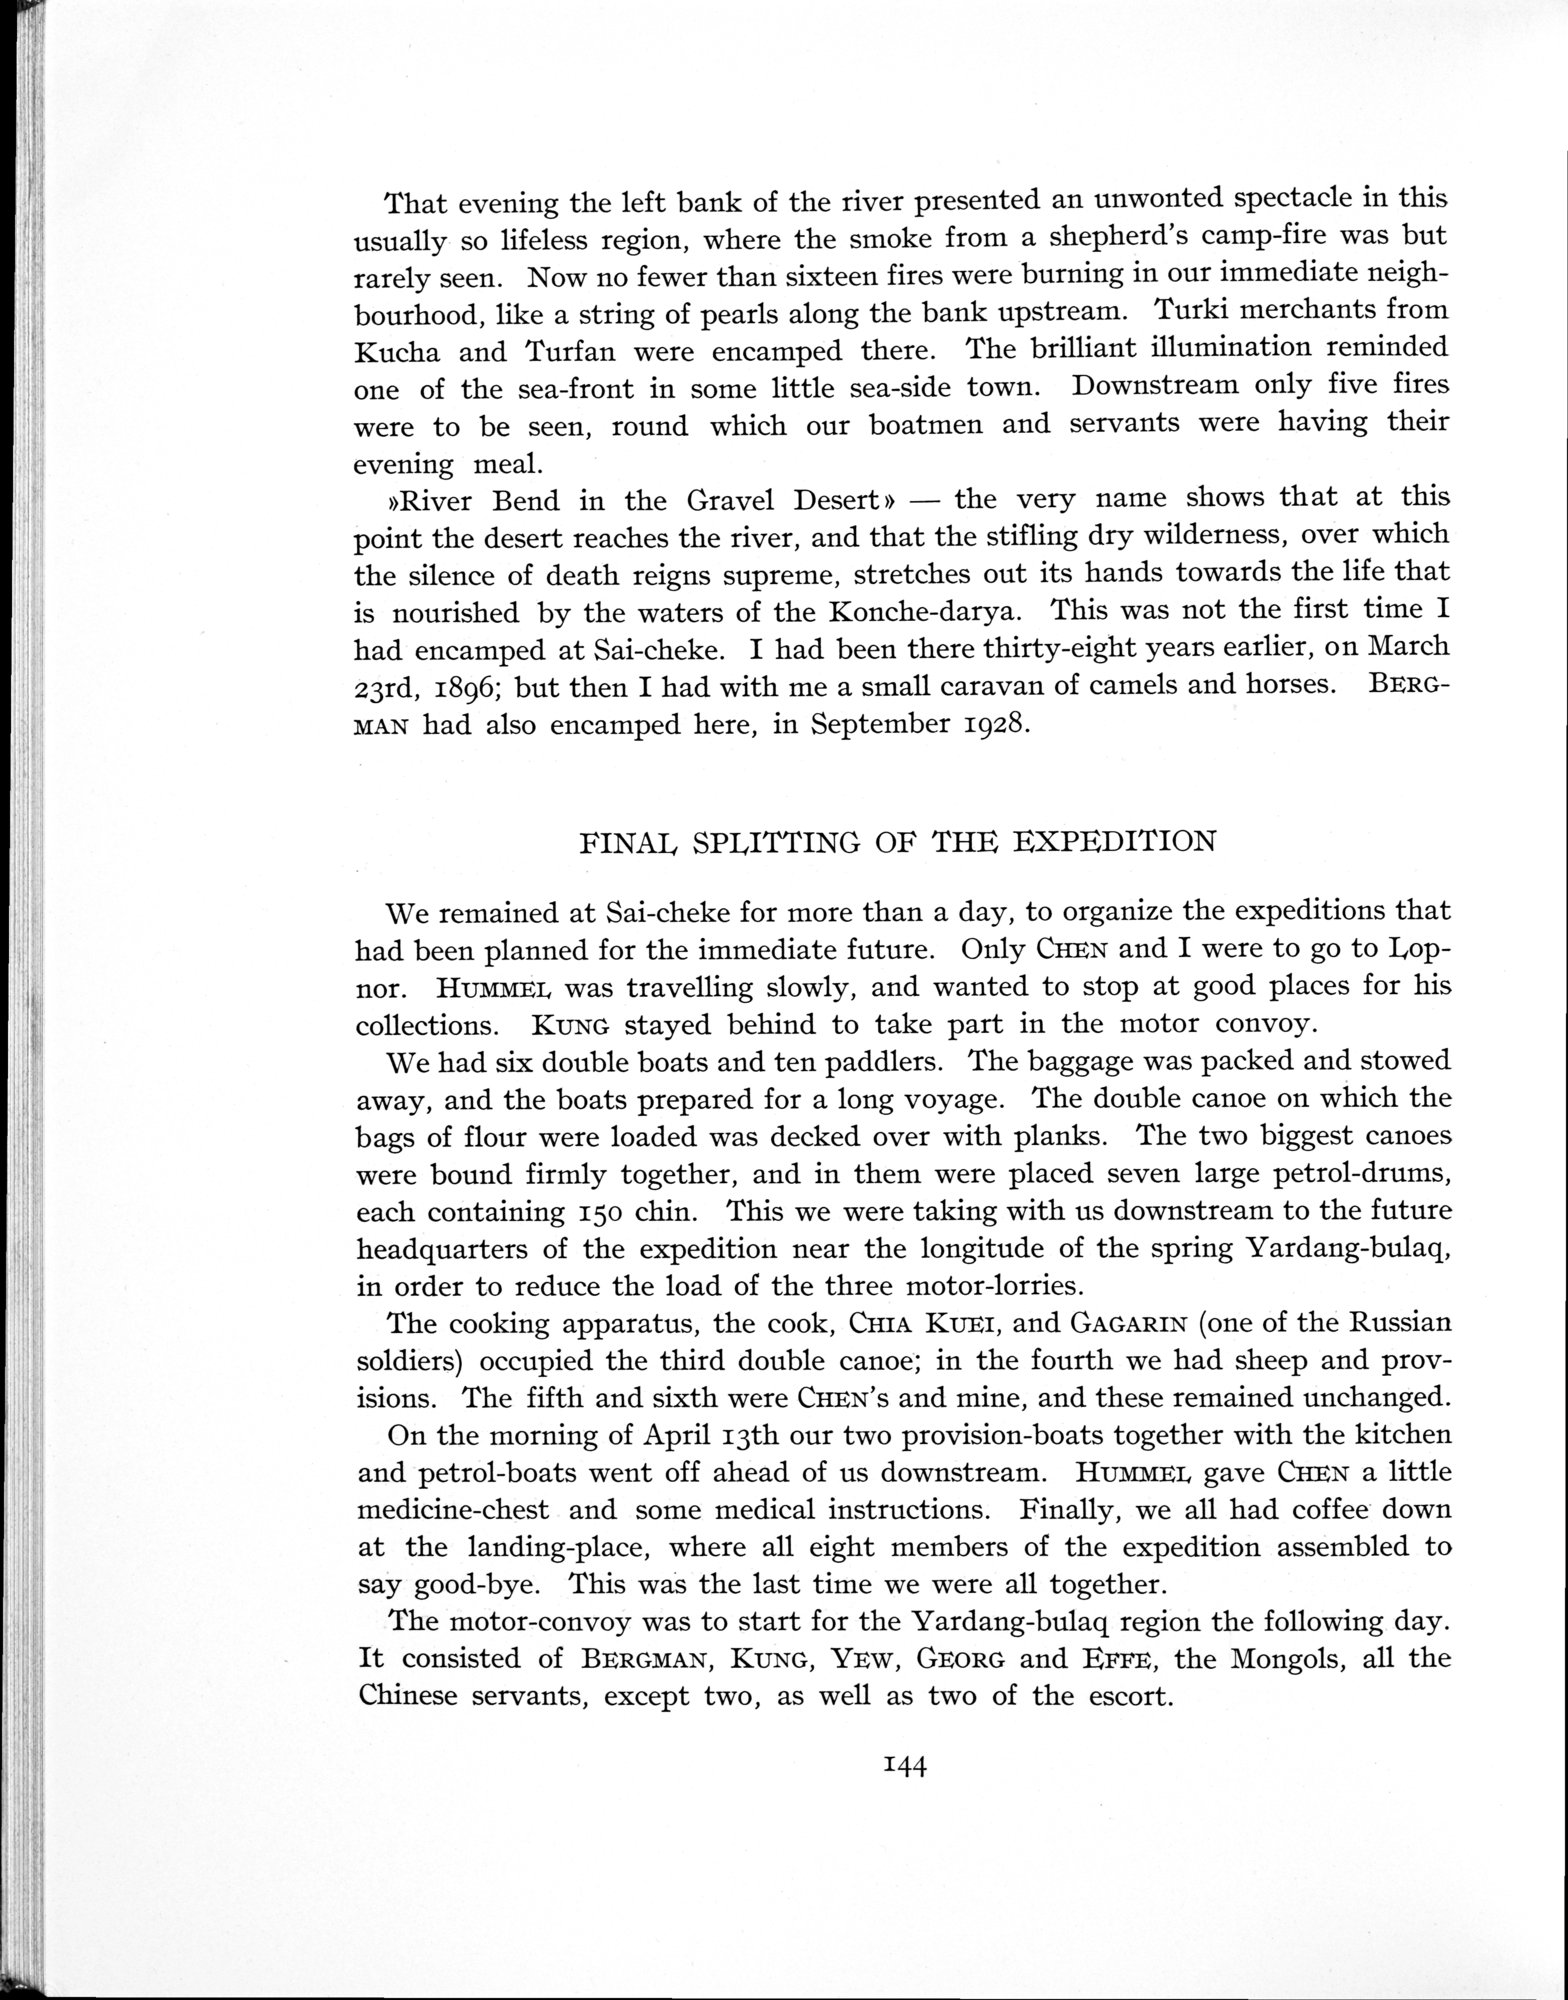 That evening the left bank of the river presented an unwonted spectacle in this
usually so lifeless region, where the smoke from a shepherd's camp-fire was but
rarely seen. Now no fewer than sixteen fires were burning in our immediate neigh-
bourhood, like a string of pearls along the bank upstream. Turki merchants from
Kucha and Turfan were encamped there. The brilliant illumination reminded
one of the sea-front in some little sea-side town. Downstream only five fires
were to be seen, round which our boatmen and servants were having their
evening meal.
»River Bend in the Gravel Desert» — the very name shows that at this
point the desert reaches the river, and that the stifling dry wilderness, over which
the silence of death reigns supreme, stretches out its hands towards the life that
is nourished by the waters of the Konche-darya. This was not the first time I
had encamped at Sai-cheke. I had been there thirty-eight years earlier, on March
23rd, 1896; but then I had with me a small caravan of camels and horses. BERG-
MAN had also encamped here, in September 1928.
FINAL SPLITTING OF THE EXPEDITION
We remained at Sai-cheke for more than a day, to organize the expeditions that
had been planned for the immediate future. Only CHEN and I were to go to Lop-
nor. HUMMEL was travelling slowly, and wanted to stop at good places for his
collections. KUNG stayed behind to take part in the motor convoy.
We had six double boats and ten paddlers. The baggage was packed and stowed
away, and the boats prepared for a long voyage. The double canoe on which the
bags of flour were loaded was decked over with planks. The two biggest canoes
were bound firmly together, and in them were placed seven large petrol-drums,
each containing 150 chin. This we were taking with us downstream to the future
headquarters of the expedition near the longitude of the spring Yardang-bulaq,
in order to reduce the load of the three motor-lorries.
The cooking apparatus, the cook, CHIA KUEI, and GAGARIN (one of the Russian
soldiers) occupied the third double canoe; in the fourth we had sheep and prov-
isions. The fifth and sixth were CHEN's and mine, and these remained unchanged.
On the morning of April 13th our two provision-boats together with the kitchen
and petrol-boats went off ahead of us downstream. HUMMEL gave CHEN a little
medicine-chest and some medical instructions. Finally, we all had coffee down
at the landing-place, where all eight members of the expedition assembled to
say good-bye. This was the last time we were all together.
The motor-convoy was to start for the Yardang-bulaq region the following day.
It consisted of BERGMAN, KUNG, YEW, GEORG and EFFE, the Mongols, all the
Chinese servants, except two, as well as two of the escort.
144